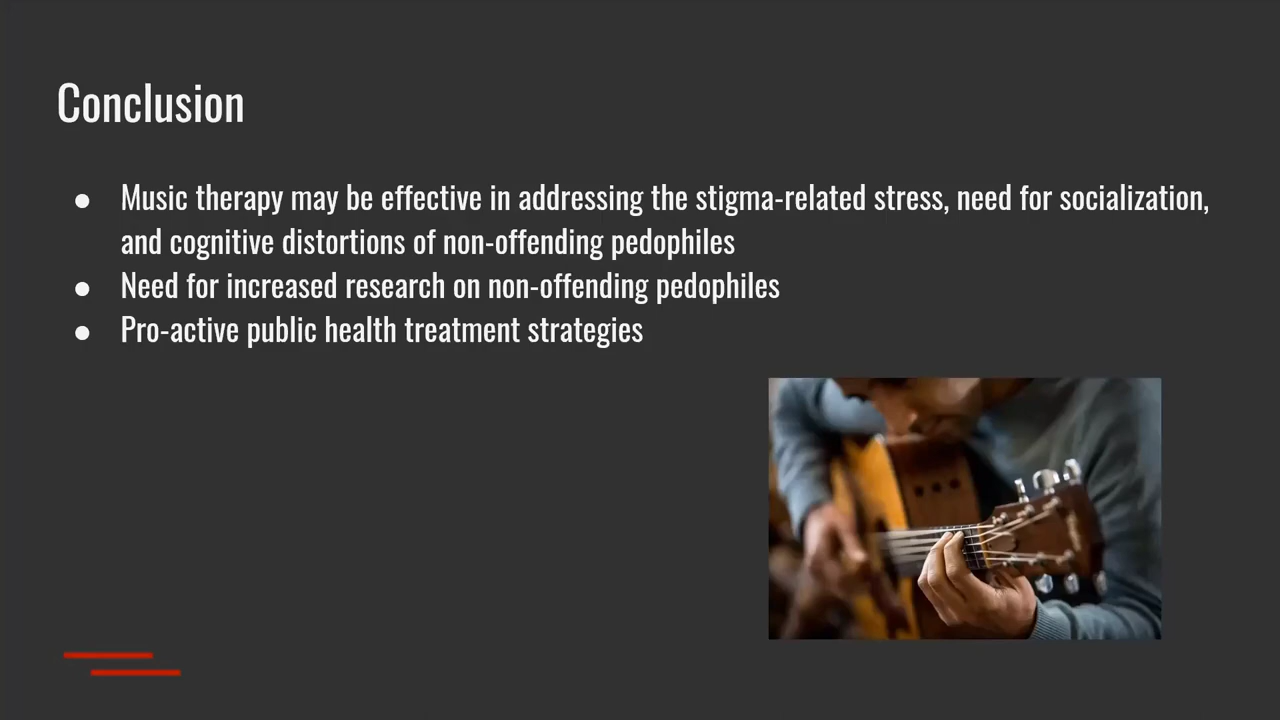 Conclusion
● Music therapy may be effective in addressing the stigma-related stress, need for socialization,
and cognitive distortions of non-offending pedophiles
● Need for increased research on non-offending pedophiles
● Pro-active public health treatment strategies